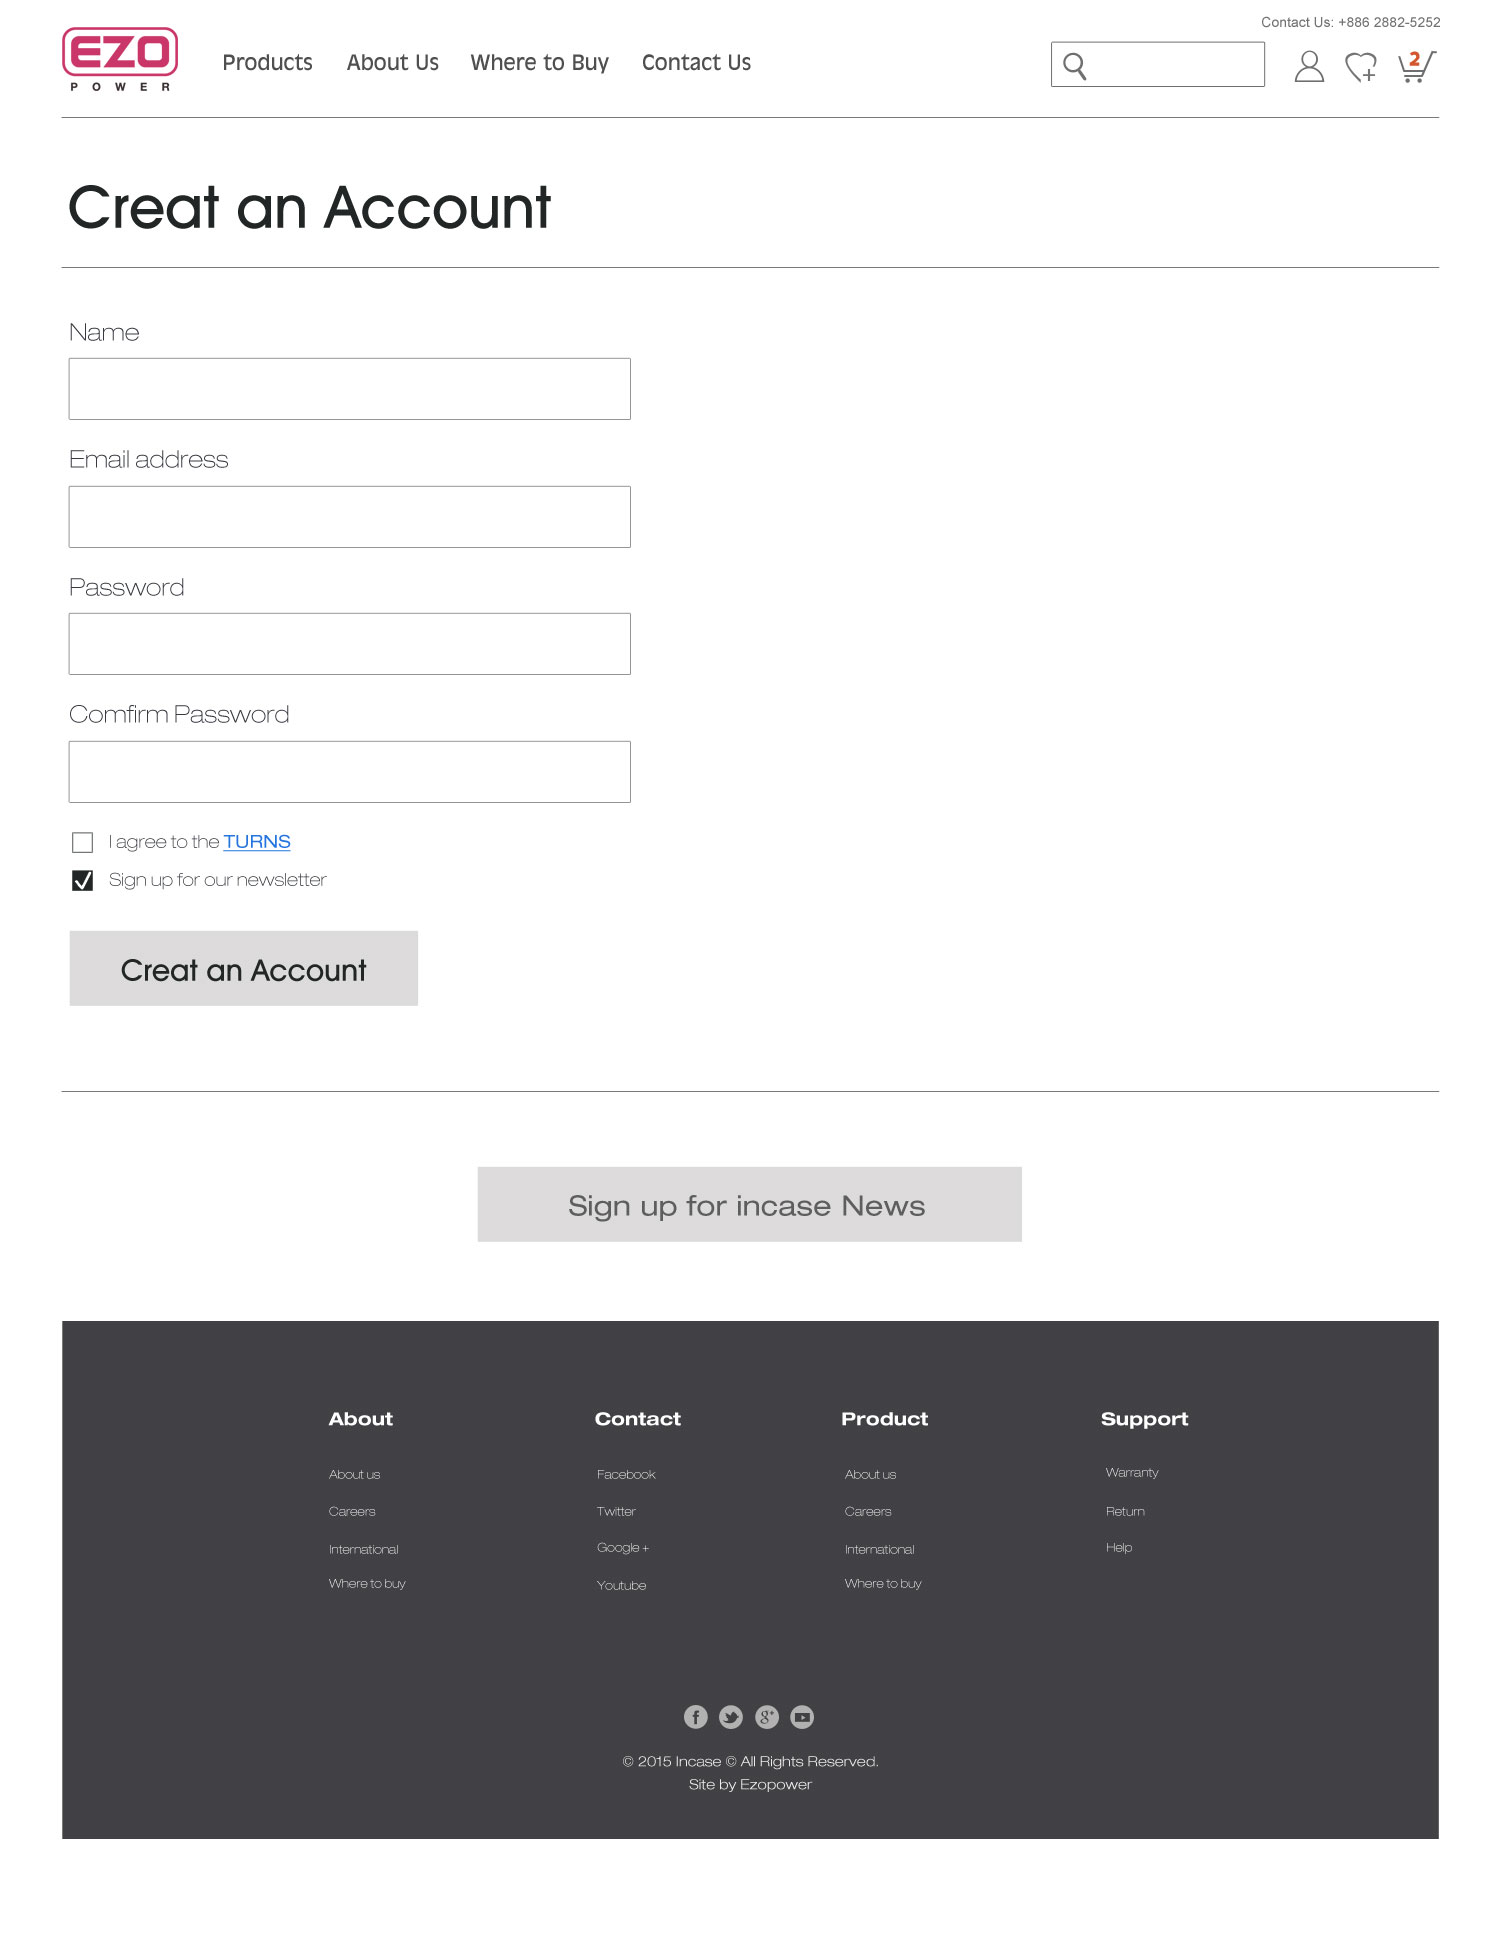 Contact Us: +886 2882-5252
EZO
POWER
Products About Us Where to Buy Contact Us
2
Creat an Account
Name
Email address
Password
Comfirm Password
I agree to the TURNS
Sign up for our newsletter
Creat an Account
Sign up for incase News
About Contact Product Support
About us Facebook About us Warranty
Careers Twitter Careers Return
International Google + International Help
Where to buy Youtube Where to buy
f g+
© 2015 Incase © All Rights Reserved.
Site by Ezopower